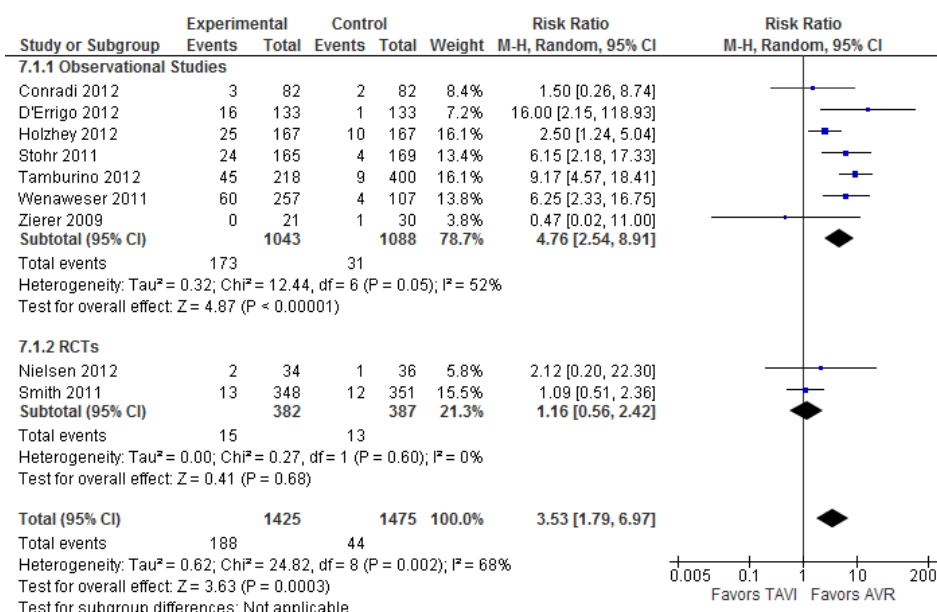 Experimental Control Risk Ratio Risk Ratio
Study or Subgroup Events Total Events Total Weight M-H, Random, 95% CI M-H, Random, 95% CI
7.1.1 Observational Studies
Conradi 2012 3 82 2 82 8.4% 1.50 [0.26, 8.74]
D'Errigo 2012 16 133 1 133 7.2% 16.00 [2.15, 118.93]
Holzhey 2012 25 167 10 167 16.1% 2.50 [1.24, 5.04]
Stohr 2011 24 165 4 169 13.4% 6.15 [2.18, 17.33]
Tamburino 2012 45 218 9 400 16.1% 9.17 [4.57, 18.41]
Wenaweser 2011 60 257 4 107 13.8% 6.25 [2.33, 16.75]
Zierer 2009 0 21 1 30 3.8% 0.47 [0.02, 11.00]
Subtotal (95% CI) 1043 1088 78.7% 4.76 [2.54, 8.91]
Total events 173 31
Heterogeneity: Tau² = 0.32; Chi² = 12.44, df = 6 (P = 0.05); I² = 52%
Test for overall effect: Z = 4.87 (P < 0.00001)
7.1.2 RCTs
Nielsen 2012 2 34 1 36 5.8% 2.12 [0.20, 22.30]
Smith 2011 13 348 12 351 15.5% 1.09 [0.51, 2.36]
Subtotal (95% CI) 382 387 21.3% 1.16 [0.56, 2.42]
Total events 15 13
Heterogeneity: Tau² = 0.00; Chi² = 0.27, df = 1 (P = 0.60); I² = 0%
Test for overall effect: Z = 0.41 (P = 0.68)
Total (95% CI) 1425 1475 100.0% 3.53 [1.79, 6.97]
Total events 188 44
Heterogeneity: Tau² = 0.62; Chi² = 24.82, df = 8 (P = 0.002); I² = 68%
Test for overall effect: Z = 3.63 (P = 0.0003)
Test for subgroup differences: Not applicable
0.005 0.1 1 10 200
Favors TAVI Favors AVR